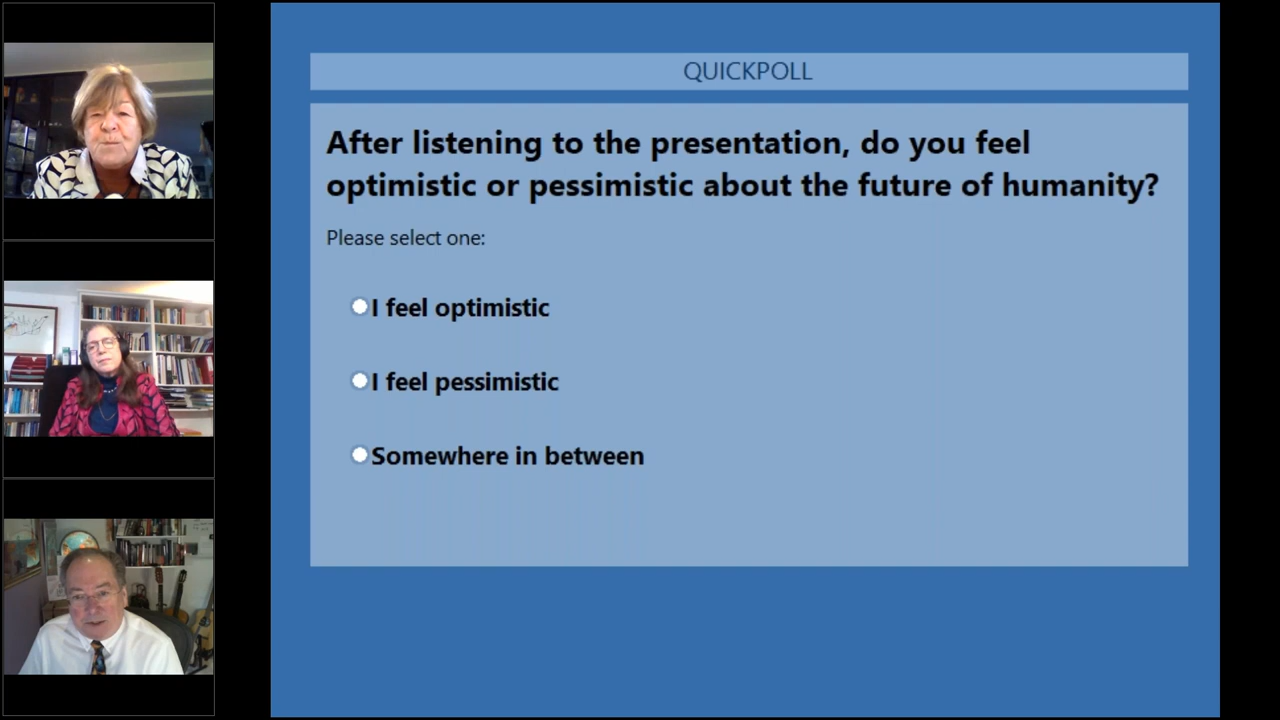 QUICKPOLL
After listening to the presentation, do you feel
optimistic or pessimistic about the future of humanity?
Please select one:
I feel optimistic
I feel pessimistic
Somewhere in between